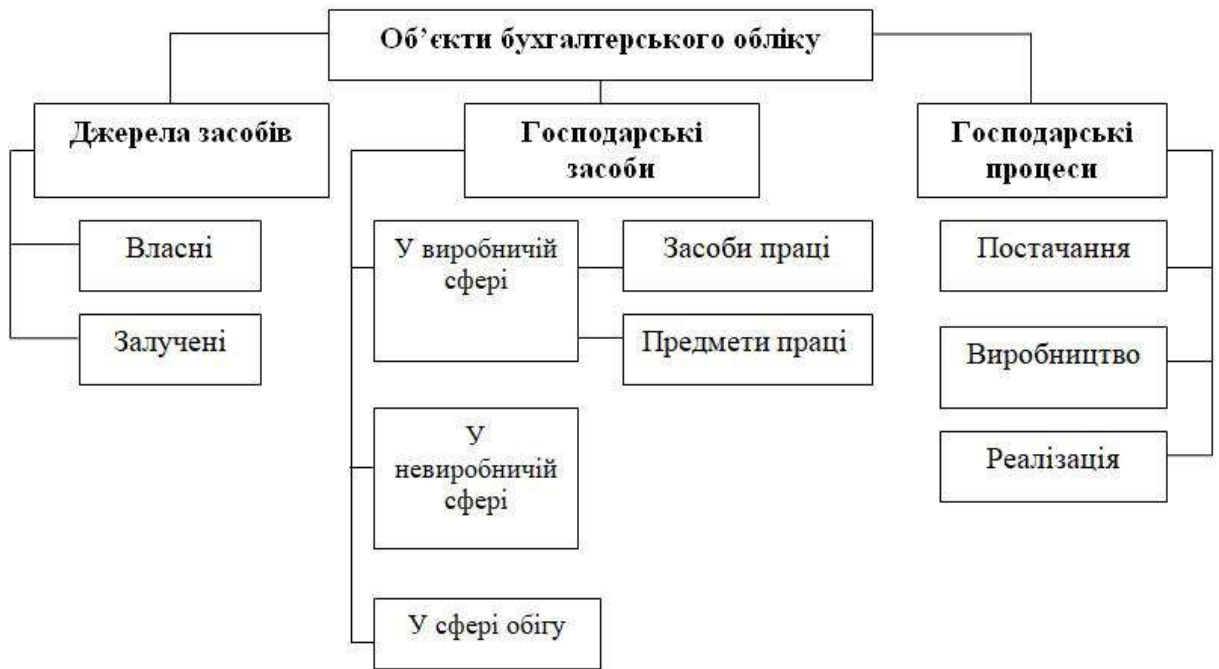 Об’єкти бухгалтерського обліку
Джерела засобів
Власні
Залучені
Господарські
засоби
У виробничій
сфері
Засоби праці
Предмети праці
У
невиробничій
сфері
У сфері обігу
Господарські
процеси
Постачання
Виробництво
Реалізація